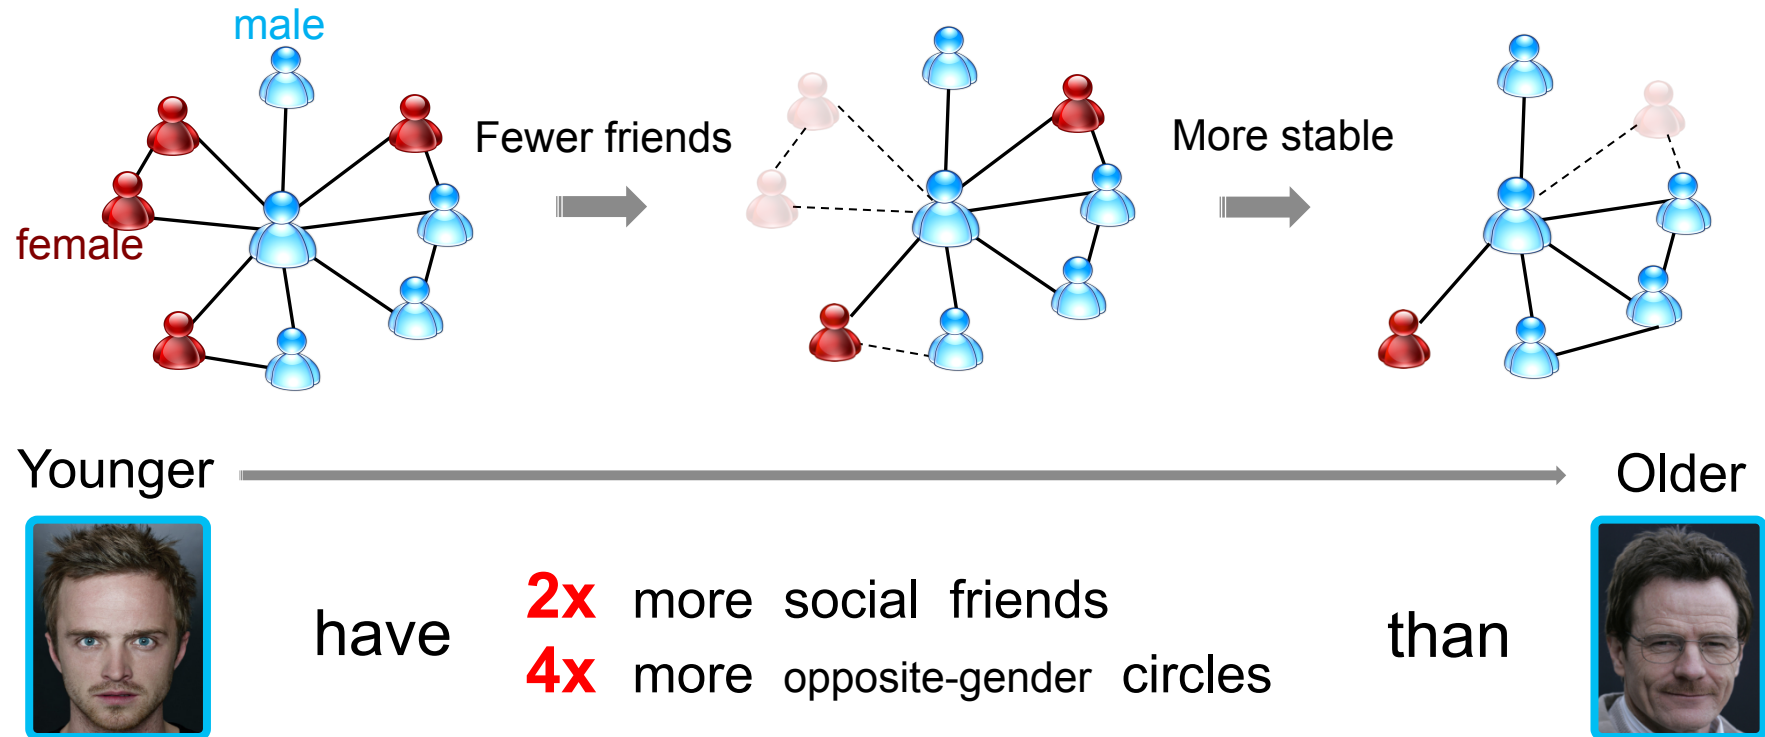 male
Fewer friends
More stable
female
Younger
Older
have
2x more social friends
4x more opposite-gender circles
than